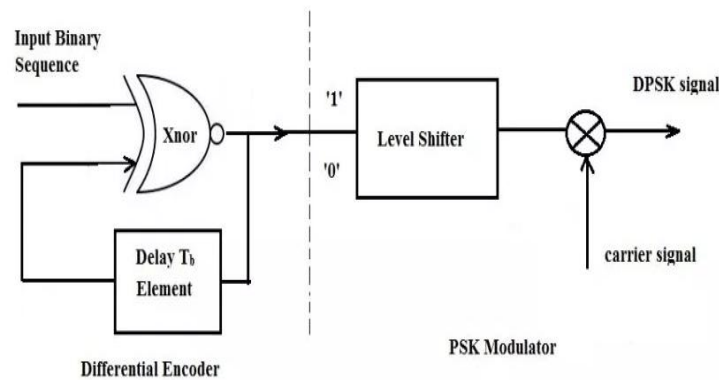 Input Binary
Sequence
Xnor
'1'
'0'
Level Shifter
DPSK signal
Delay Tb
Element
carrier signal
PSK Modulator
Differential Encoder